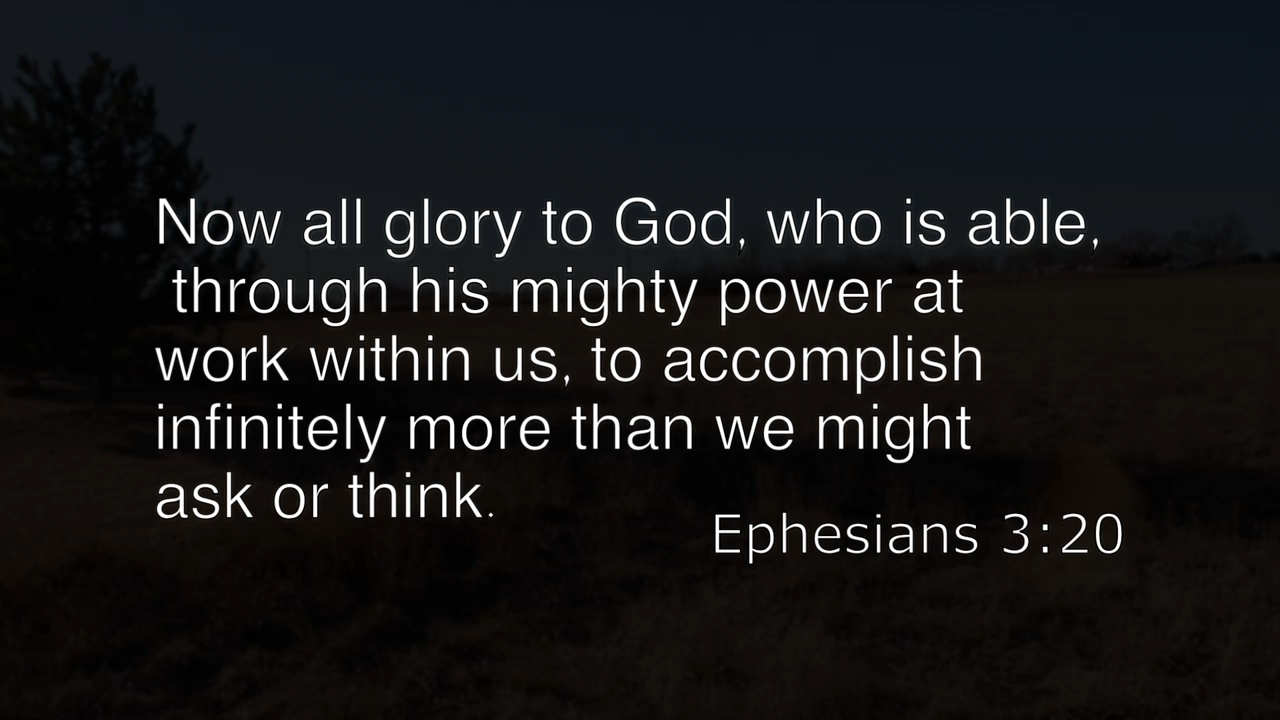 Now all glory to God, who is able,
through his mighty power at
work within us, to accomplish
infinitely more than we might
ask or think.
Ephesians 3:20